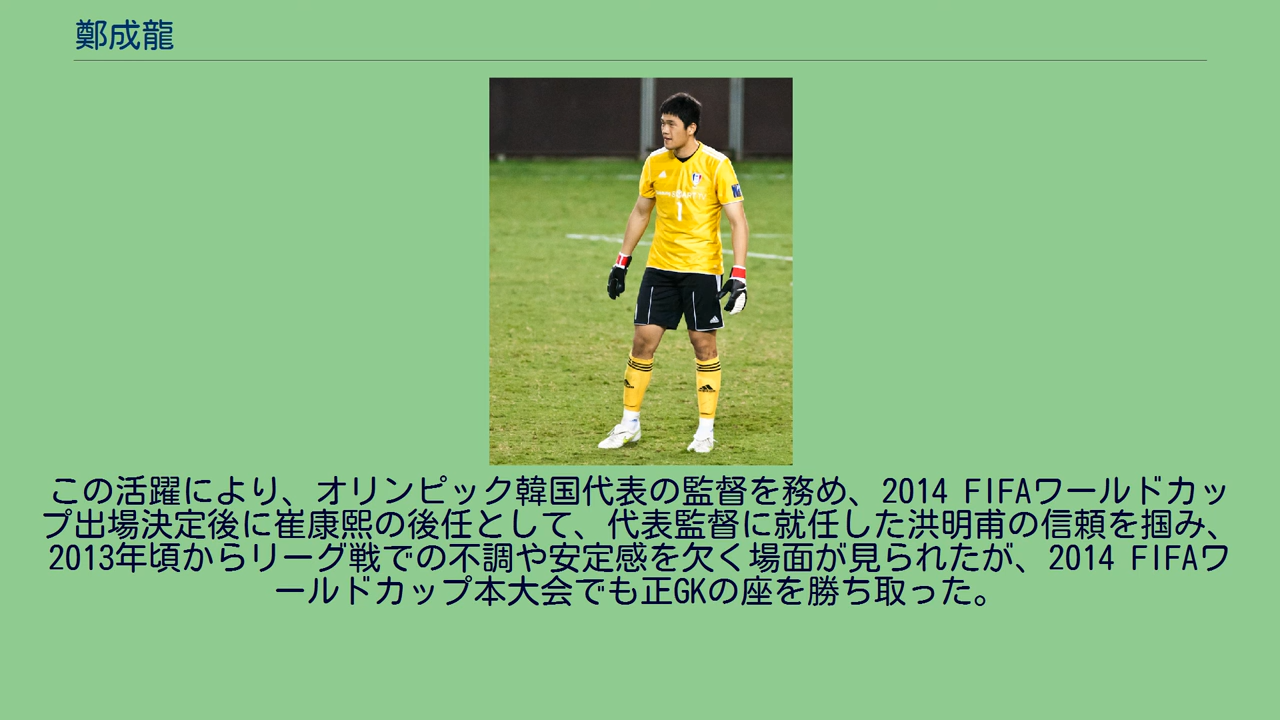 鄭成龍
1
この活躍により、オリンピック韓国代表の監督を務め、2014 FIFAワールドカッ
プ出場決定後に崔康熙の後任として、代表監督に就任した洪明甫の信頼を掴み、
2013年頃からリーグ戦での不調や安定感を欠く場面が見られたが、2014 FIFAワ
ールドカップ本大会でも正GKの座を勝ち取った。